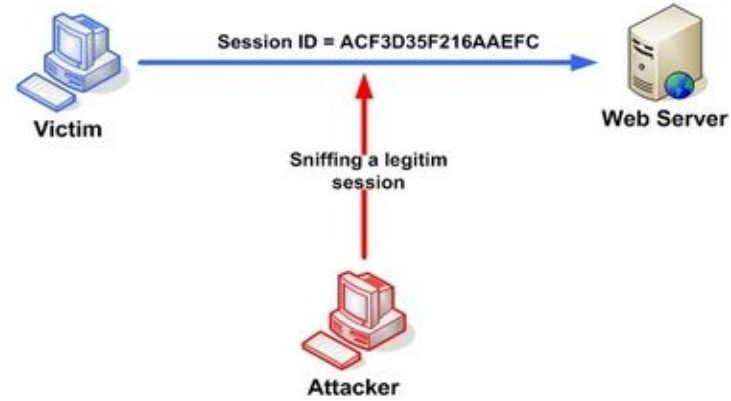 Session ID = ACF3D35F216AAEFC
Victim
Web Server
Sniffing a legitim
session
Attacker